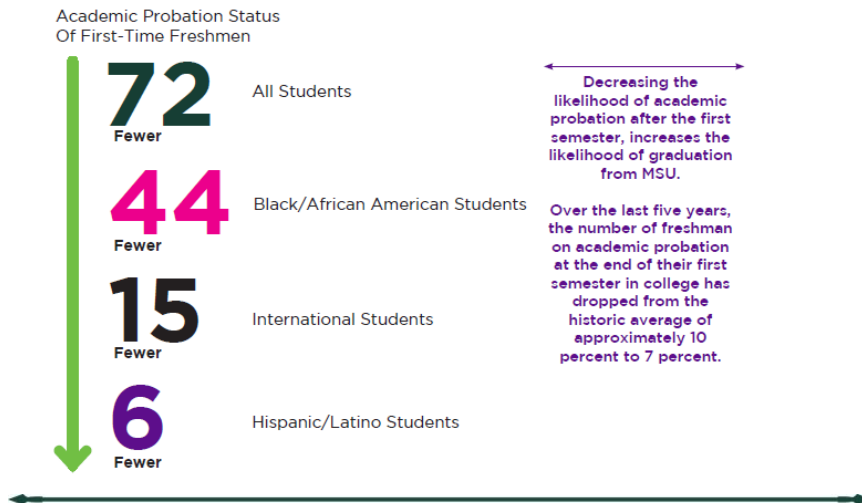 Academic Probation Status
Of First-Time Freshmen
72
Fewer
All Students
44
Fewer
Black/African American Students
15
Fewer
International Students
6
Fewer
Hispanic/Latino Students
Decreasing the
likelihood of academic
probation after the first
semester, increases the
likelihood of graduation
from MSU.
Over the last five years,
the number of freshman
on academic probation
at the end of their first
semester in college has
dropped from the
historic average of
approximately 10
percent to 7 percent.